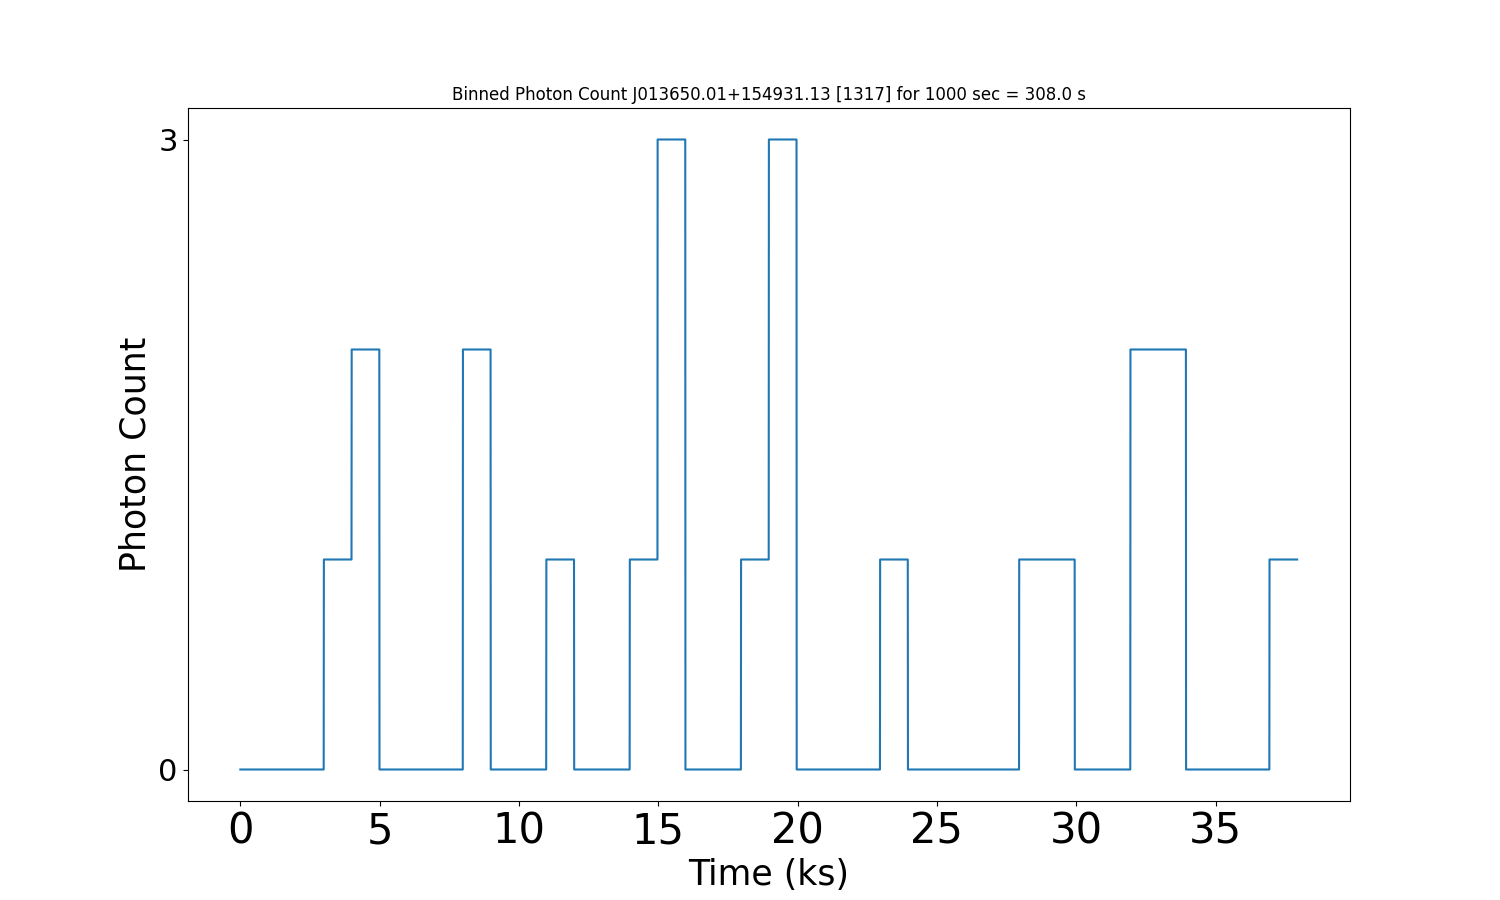 Binned Photon Count J013650.01+154931.13 [1317] for 1000 sec = 308.0 s
3
0
Photon Count
0 5 10 15 20 25 30 35
Time (ks)